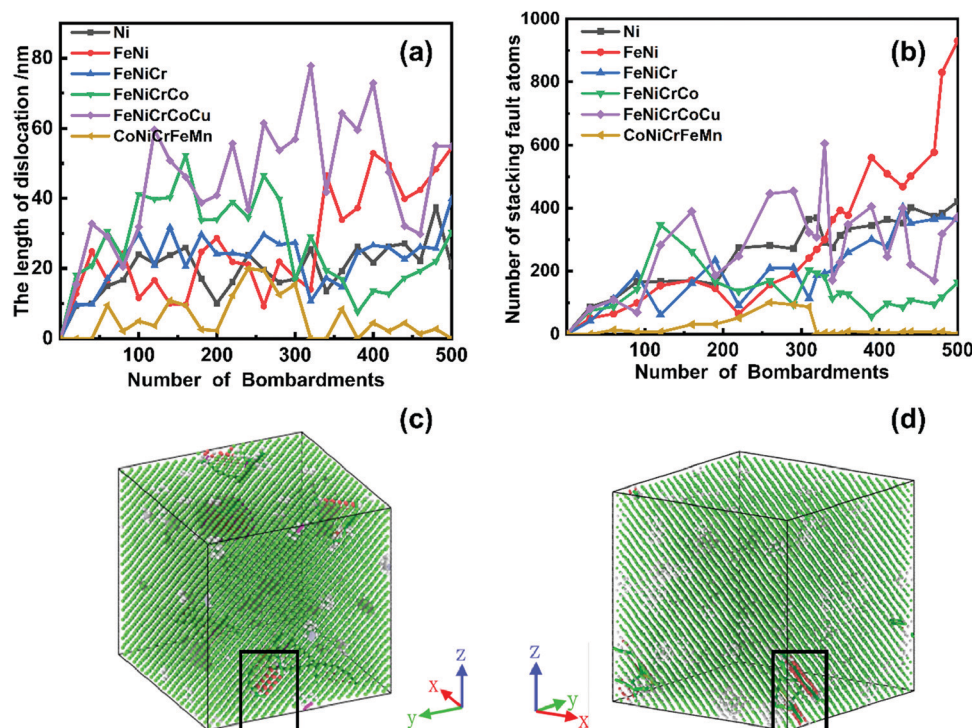 (a)
Ni
FeNi
FeNiCr
FeNiCrCo
FeNiCrCoCu
CoNiCrFeMn
The length of dislocation /nm
80
60
40
20
0
100 200 300 400 500
Number of Bombardments
(b)
Ni
FeNi
FeNiCr
FeNiCrCo
FeNiCrCoCu
CoNiCrFeMn
Number of stacking fault atoms
1000
800
600
400
200
0
100 200 300 400 500
Number of Bombardments
(c)
z
x
y
(d)
z
y
x